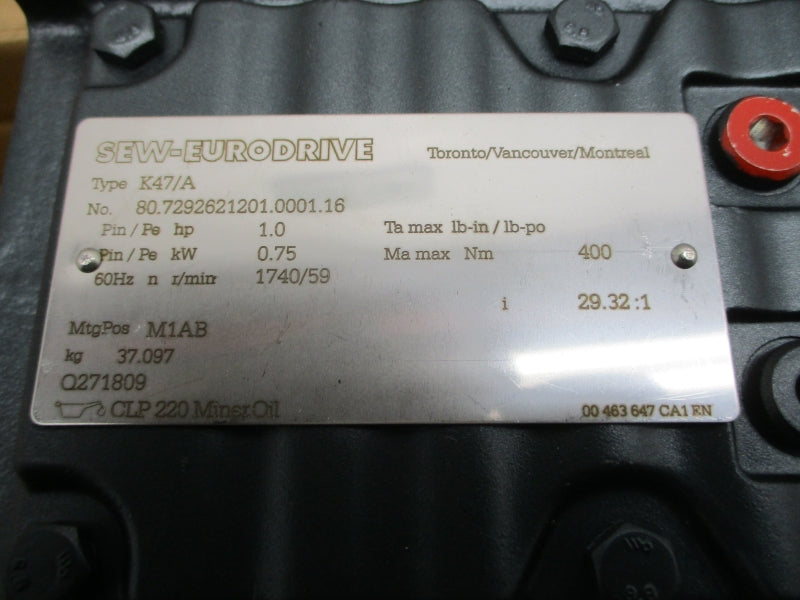 SEW-EURODRIVE Toronto/Vancouver/Montreal
Type K47/A
No. 80.7292621201.0001.16
Pin/Pe hp 1.0 Ta max lb-in / lb-po
Pin/Pe kW 0.75 Ma max Nm 400
60Hz n r/min 1740/59
i 29.32 :1
MtgPos M1AB
kg 37.097
Q271809
CLP 220 Miner.Oil 00 463 647 CA1 EN
8.8